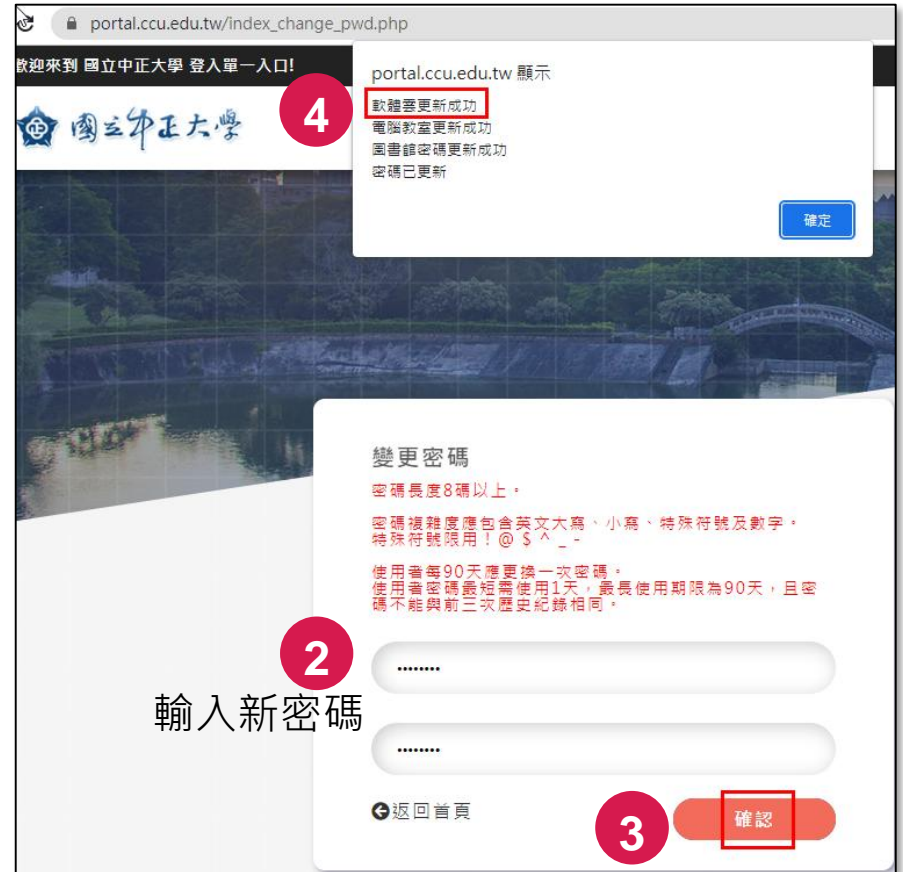 portal.ccu.edu.tw/index_change_pwd.php
歡迎來到 國立中正大學 登入單一入口!
國立中正大學
portal.ccu.edu.tw 顯示
4
軟體雲更新成功
電腦教室更新成功
圖書館密碼更新成功
密碼已更新
確定
變更密碼
密碼長度8碼以上。
密碼複雜度應包含英文大寫、小寫、特殊符號及數字。
特殊符號限用！@ $ ^ _ -
使用者每90天應更換一次密碼。
使用者密碼最短需使用1天，最長使用期限為90天，且密
碼不能與前三次歷史紀錄相同。
2
........
輸入新密碼
........
返回首頁
3
確認